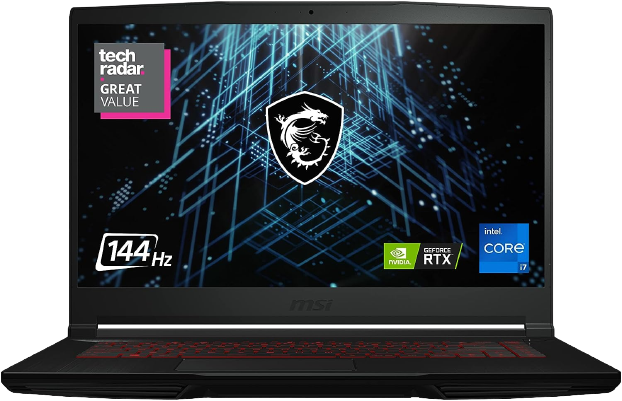 tech
radar.
GREAT
VALUE
144Hz
NVIDIA.
GEFORCE
RTX
intel
CORE
i7
msi